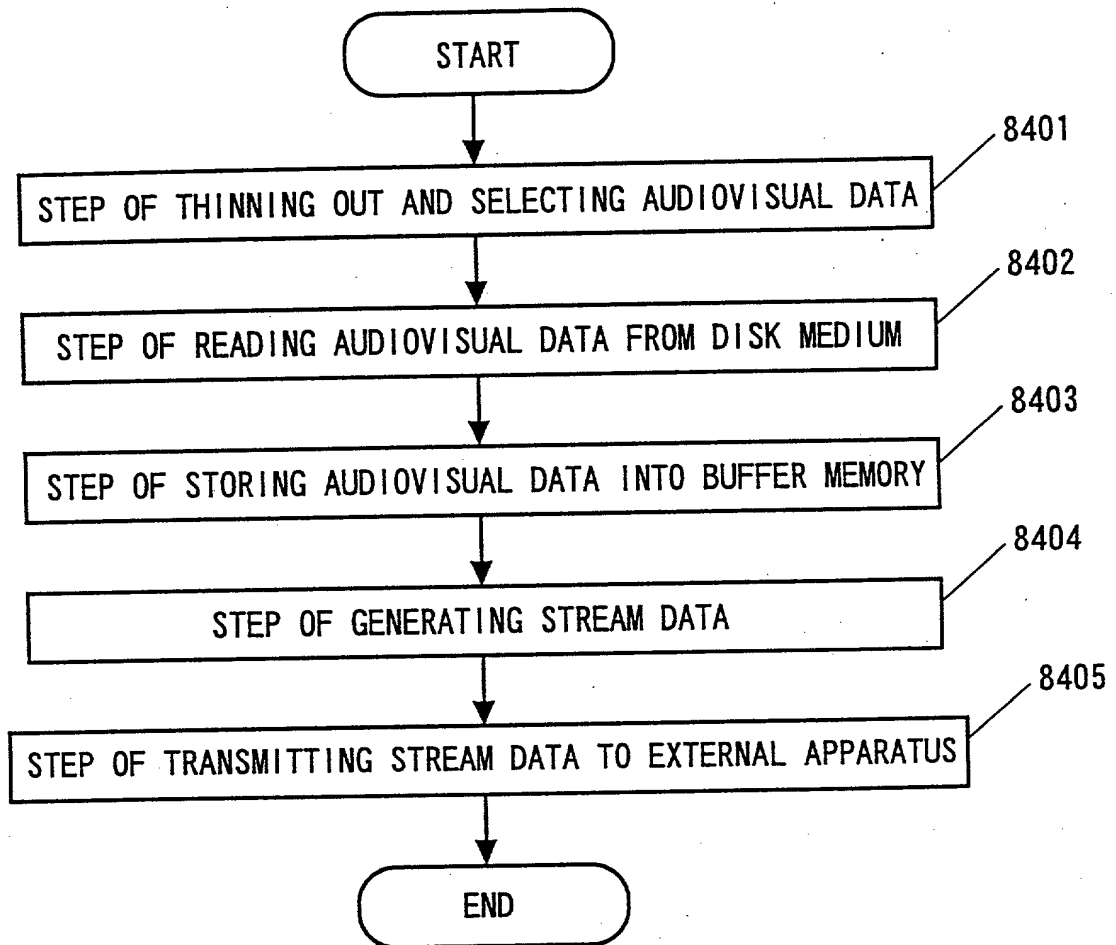 START
8401
STEP OF THINNING OUT AND SELECTING AUDIOVISUAL DATA
8402
STEP OF READING AUDIOVISUAL DATA FROM DISK MEDIUM
8403
STEP OF STORING AUDIOVISUAL DATA INTO BUFFER MEMORY
8404
STEP OF GENERATING STREAM DATA
8405
STEP OF TRANSMITTING STREAM DATA TO EXTERNAL APPARATUS
END